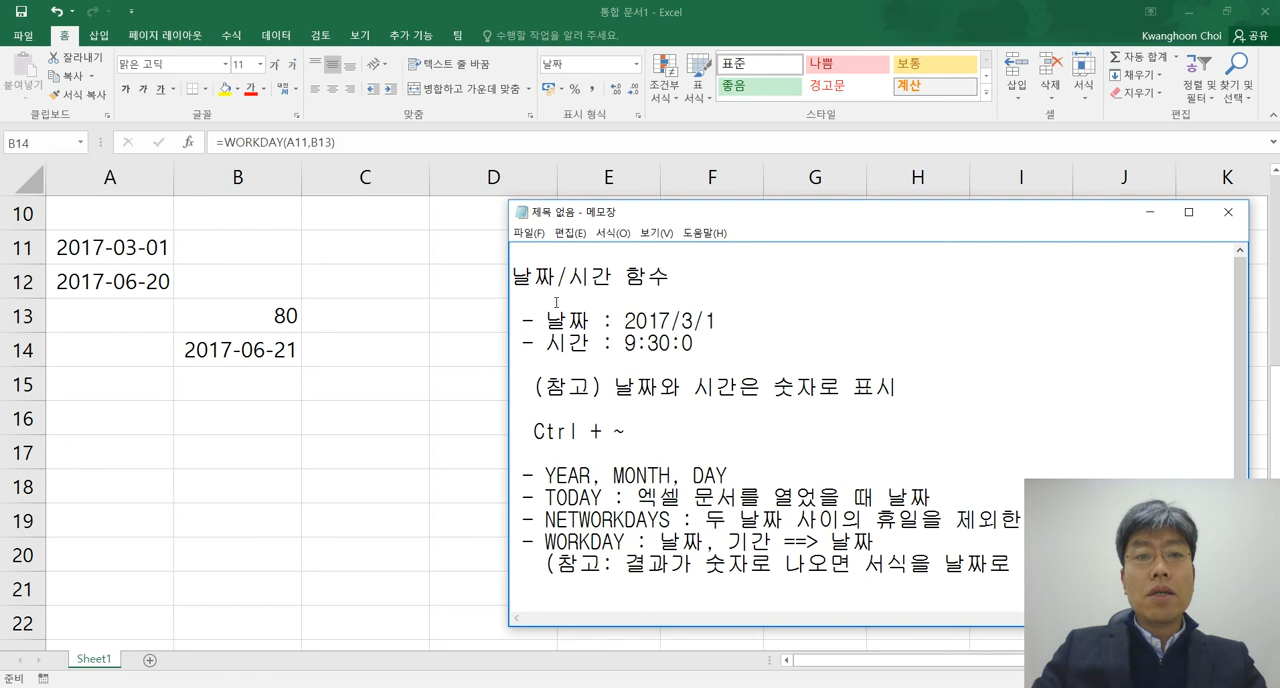 통합 문서1 - Excel
파일 홈 삽입 페이지 레이아웃 수식 데이터 검토 보기 추가 기능 팀 수행할 작업을 알려 주세요. Kwanghoon Choi 공유
붙여넣기 잘라내기 복사 서식 복사
클립보드
맑은 고딕 11 가 가
가 가 가
글꼴
텍스트 줄 바꿈
병합하고 가운데 맞춤
맞춤
날짜
표시 형식
조건부 서식 표 서식
표준 나쁨 보통
좋음 경고문 계산
스타일
삽입 삭제 서식
셀
자동 합계
채우기
지우기
정렬 및 필터 찾기 및 선택
편집
B14 fx =WORKDAY(A11,B13)
A B C D E F G H I J K
10
11 2017-03-01
12 2017-06-20
13 80
14 2017-06-21
15
16
17
18
19
20
21
22
제목 없음 - 메모장
파일(F) 편집(E) 서식(O) 보기(V) 도움말(H)
날짜/시간 함수
- 날짜 : 2017/3/1
- 시간 : 9:30:0
(참고) 날짜와 시간은 숫자로 표시
Ctrl + ~
- YEAR, MONTH, DAY
- TODAY : 엑셀 문서를 열었을 때 날짜
- NETWORKDAYS : 두 날짜 사이의 휴일을 제외한
- WORKDAY : 날짜, 기간 ==> 날짜
(참고: 결과가 숫자로 나오면 서식을 날짜로
Sheet1
준비